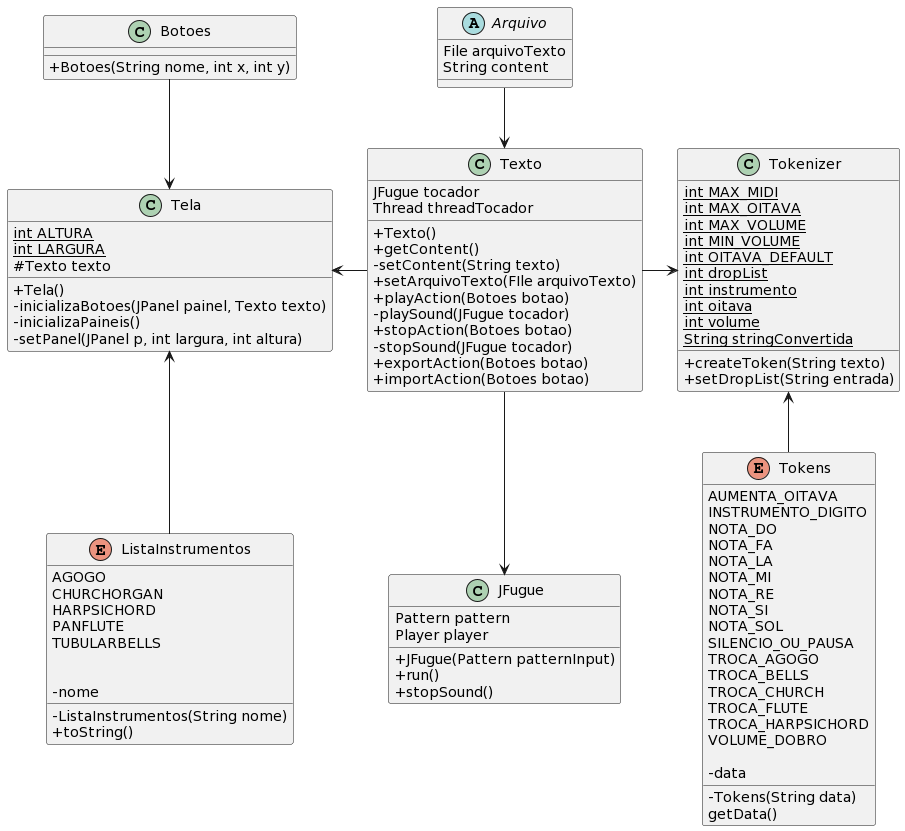 C Botoes
+Botoes(String nome, int x, int y)
A Arquivo
File arquivoTexto
String content
C Tela
int ALTURA
int LARGURA
#Texto texto
+Tela()
-inicializaBotoes(JPanel painel, Texto texto)
-inicializaPaineis()
-setPanel(JPanel p, int largura, int altura)
C Texto
JFugue tocador
Thread threadTocador
+Texto()
+getContent()
-setContent(String texto)
+setArquivoTexto(FIle arquivoTexto)
+playAction(Botoes botao)
-playSound(JFugue tocador)
+stopAction(Botoes botao)
-stopSound(JFugue tocador)
+exportAction(Botoes botao)
+importAction(Botoes botao)
C Tokenizer
int MAX_MIDI
int MAX_OITAVA
int MAX_VOLUME
int MIN_VOLUME
int OITAVA_DEFAULT
int dropList
int instrumento
int oitava
int volume
String stringConvertida
+createToken(String texto)
+setDropList(String entrada)
E ListaInstrumentos
AGOGO
CHURCHORGAN
HARPSICHORD
PANFLUTE
TUBULARBELLS
-nome
-ListaInstrumentos(String nome)
+toString()
C JFugue
Pattern pattern
Player player
+JFugue(Pattern patternInput)
+run()
+stopSound()
E Tokens
AUMENTA_OITAVA
INSTRUMENTO_DIGITO
NOTA_DO
NOTA_FA
NOTA_LA
NOTA_MI
NOTA_RE
NOTA_SI
NOTA_SOL
SILENCIO_OU_PAUSA
TROCA_AGOGO
TROCA_BELLS
TROCA_CHURCH
TROCA_FLUTE
TROCA_HARPSICHORD
VOLUME_DOBRO
-data
-Tokens(String data)
getData()